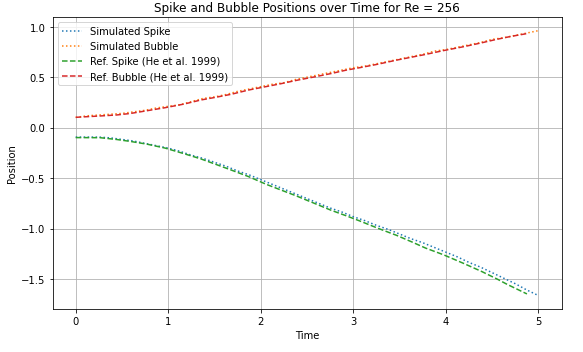 Spike and Bubble Positions over Time for Re = 256
Simulated Spike
Simulated Bubble
Ref. Spike (He et al. 1999)
Ref. Bubble (He et al. 1999)
Position
1.0
0.5
0.0
−0.5
−1.0
−1.5
0 1 2 3 4 5
Time